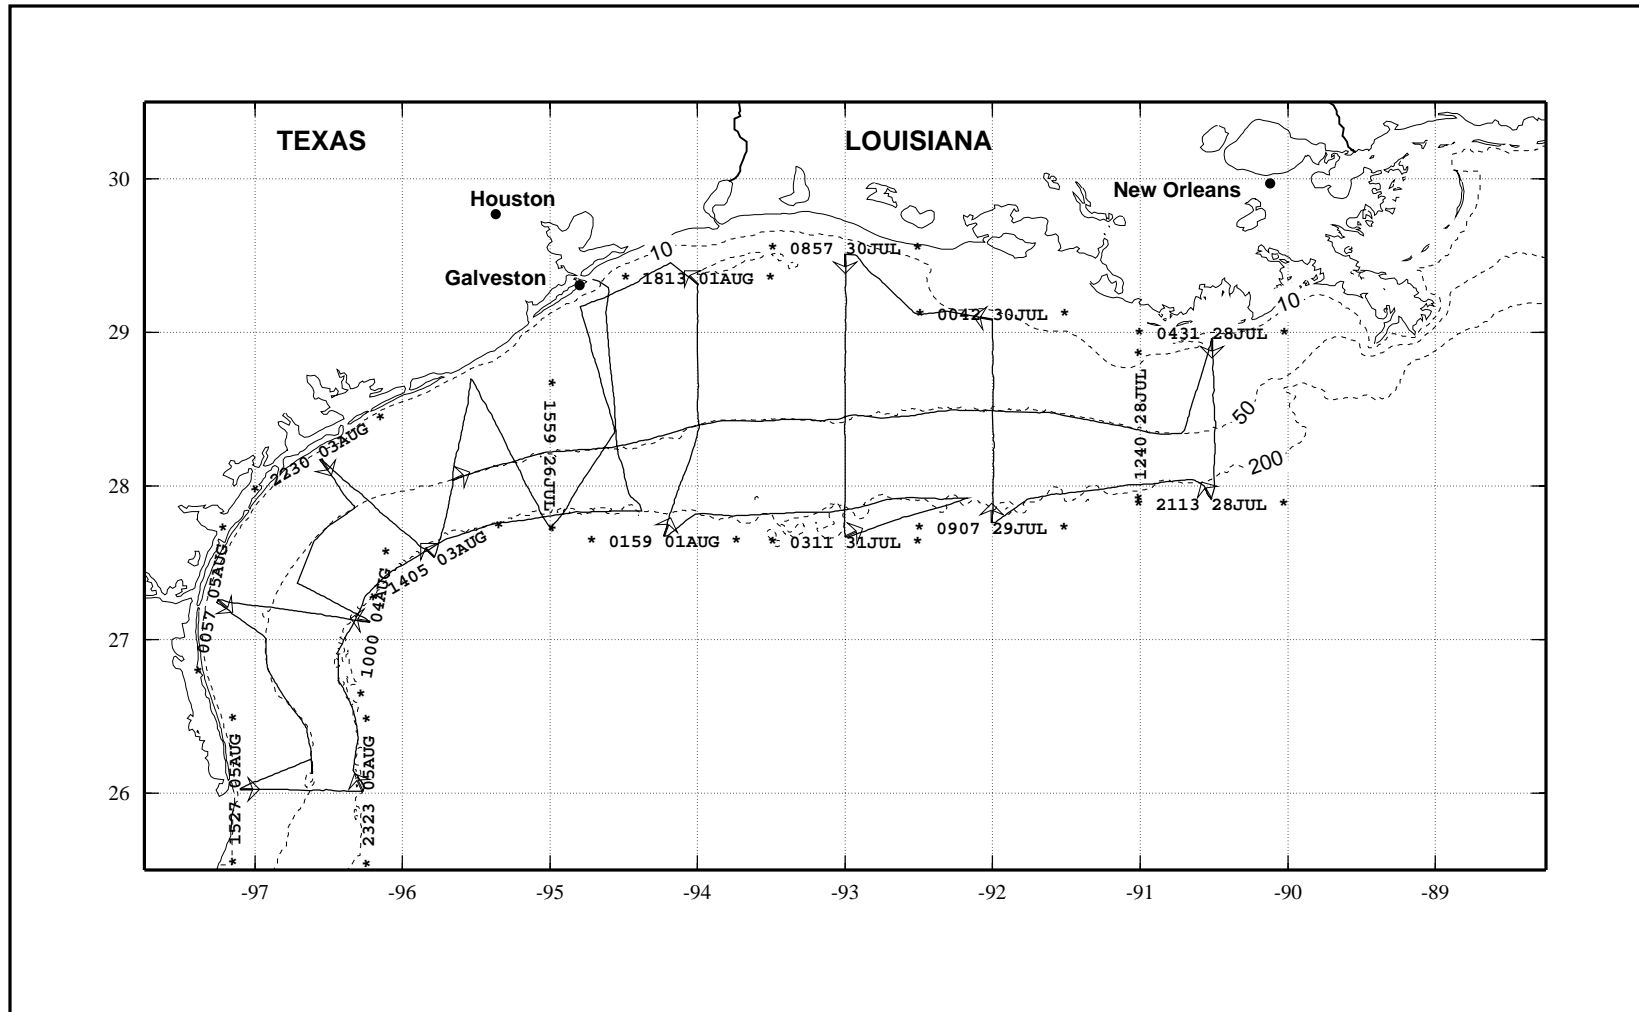 TEXAS
LOUISIANA
30
Houston
New Orleans
10
* 0857 30JUL *
Galveston
* 1813 01AUG *
10
29
* 0042 30JUL *
* 0431 28JUL *
* 1240 28JUL *
* 1559 26JUL *
50
* 2230 03AUG *
200
28
* 2113 28JUL *
* 0907 29JUL *
* 0159 01AUG *
* 0311 31JUL *
* 1405 03AUG *
* 0057 05AUG *
* 1000 04AUG *
27
* 1527 05AUG *
* 2323 05AUG *
26
-97
-96
-95
-94
-93
-92
-91
-90
-89